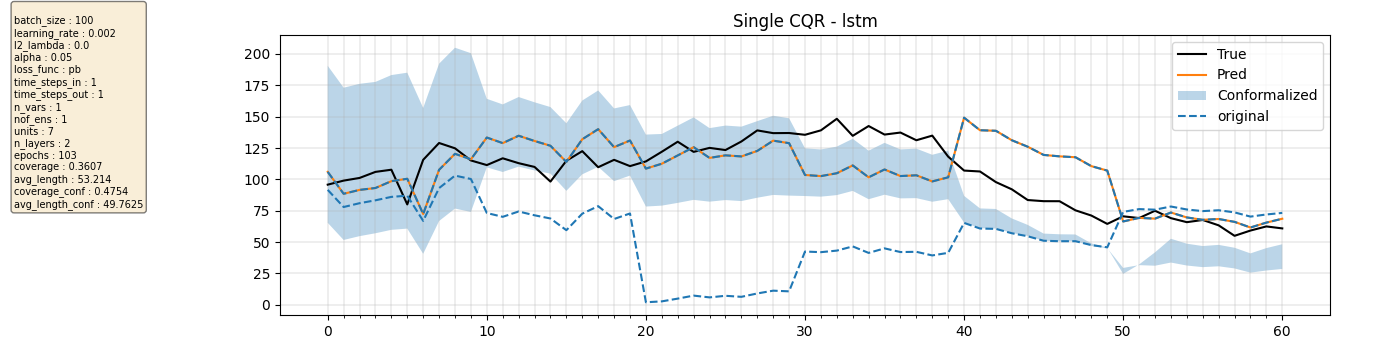 batch_size : 100
learning_rate : 0.002
l2_lambda : 0.0
alpha : 0.05
loss_func : pb
time_steps_in : 1
time_steps_out : 1
n_vars : 1
nof_ens : 1
units : 7
n_layers : 2
epochs : 103
coverage : 0.3607
avg_length : 53.214
coverage_conf : 0.4754
avg_length_conf : 49.7625
Single CQR - lstm
True
Pred
Conformalized
original
200
175
150
125
100
75
50
25
0
0 10 20 30 40 50 60